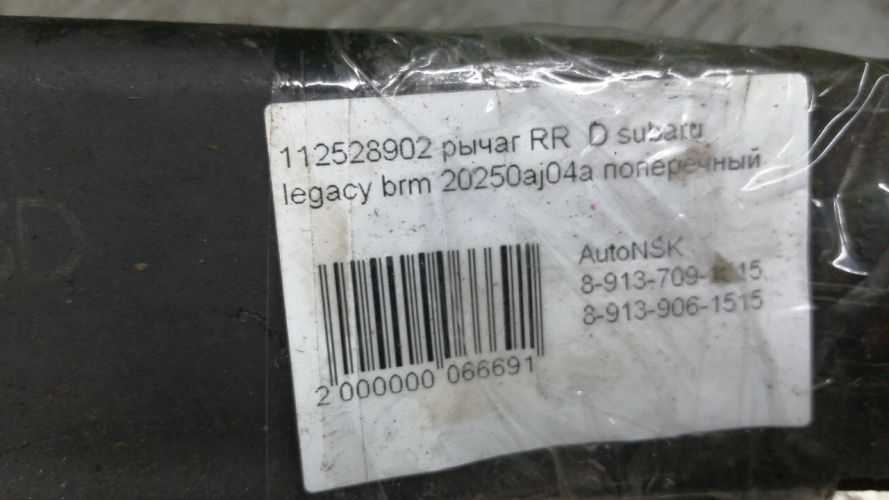 112528902 рычаг RR D subaru
legacy brm 20250aj04a поперечный
AutoNSK
8-913-709-1515
8-913-906-1515
2 000000 066691